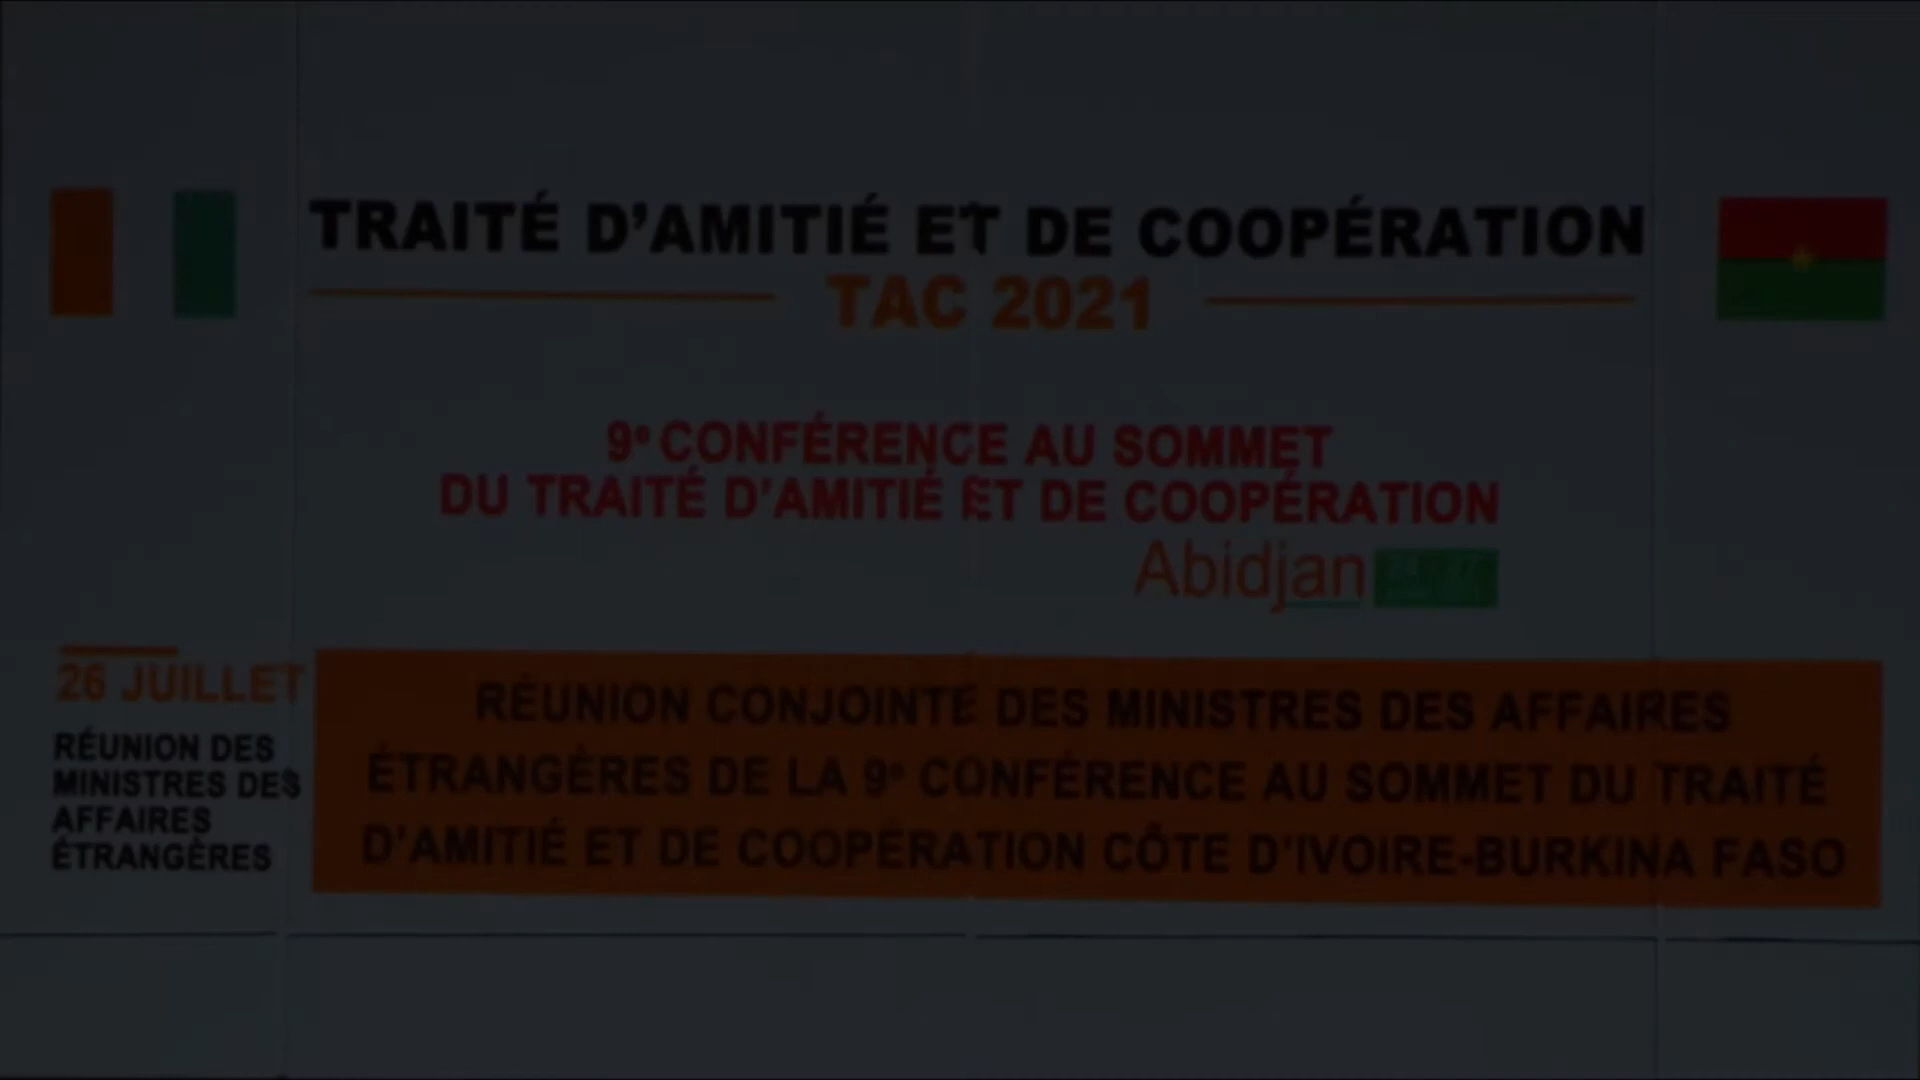 TRAITÉ D'AMITIÉ ET DE COOPÉRATION
TAC 2021
9e CONFÉRENCE AU SOMMET
DU TRAITÉ D'AMITIÉ ET DE COOPÉRATION
Abidjan
26 JUILLET
RÉUNION DES
MINISTRES DES
AFFAIRES
ÉTRANGÈRES
RÉUNION CONJOINTE DES MINISTRES DES AFFAIRES
ÉTRANGÈRES DE LA 9e CONFÉRENCE AU SOMMET DU TRAITÉ
D'AMITIÉ ET DE COOPÉRATION CÔTE D'IVOIRE-BURKINA FASO